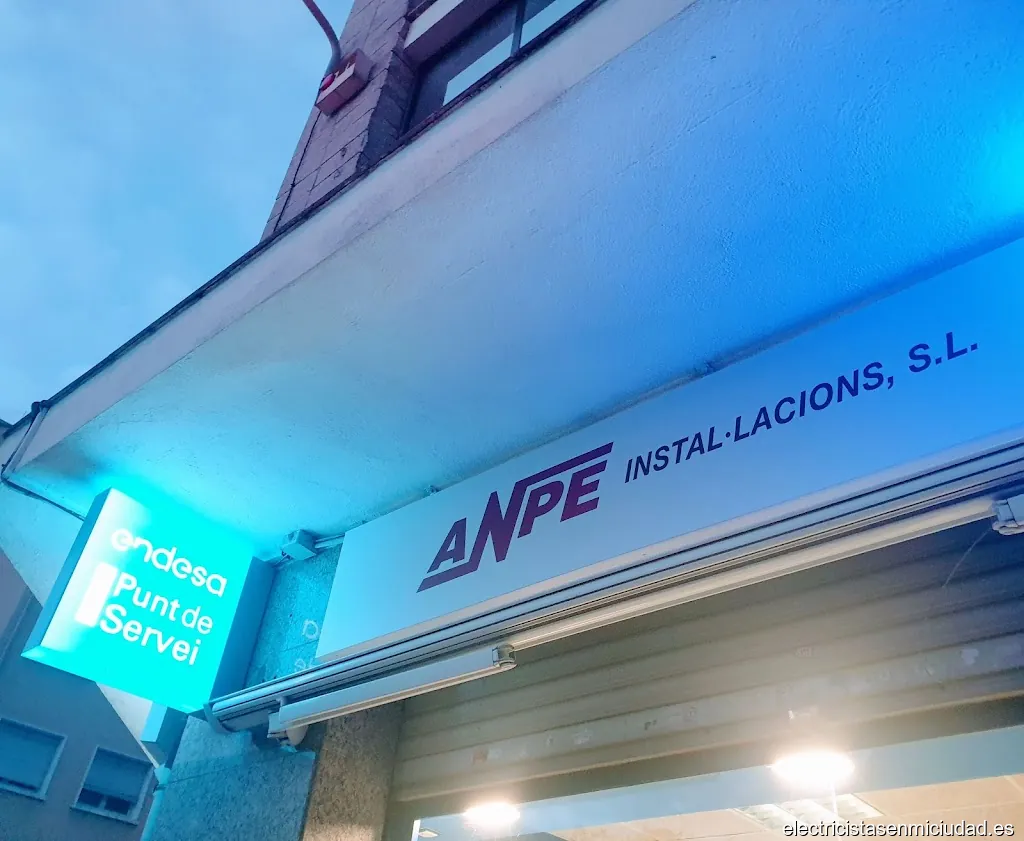 endesa
Punt de
Servei
ANPE INSTAL·LACIONS, S.L.
electricistasenmiciudad.es